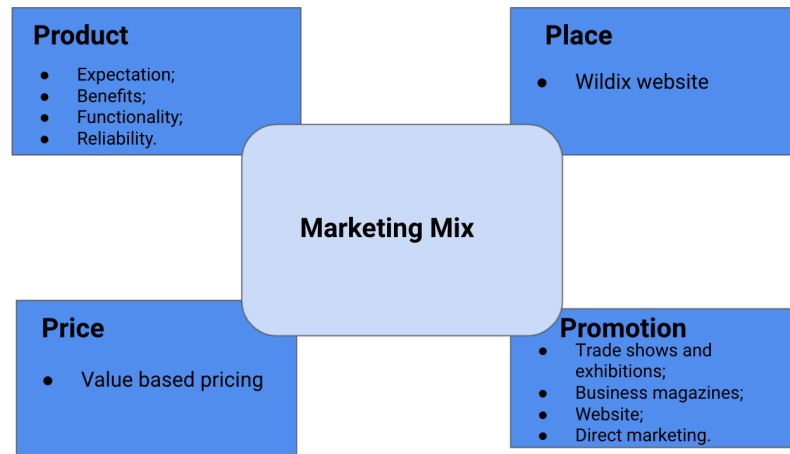 Product
● Expectation;
● Benefits;
● Functionality;
● Reliability.
Place
● Wildix website
Marketing Mix
Price
● Value based pricing
Promotion
● Trade shows and
exhibitions;
● Business magazines;
● Website;
● Direct marketing.